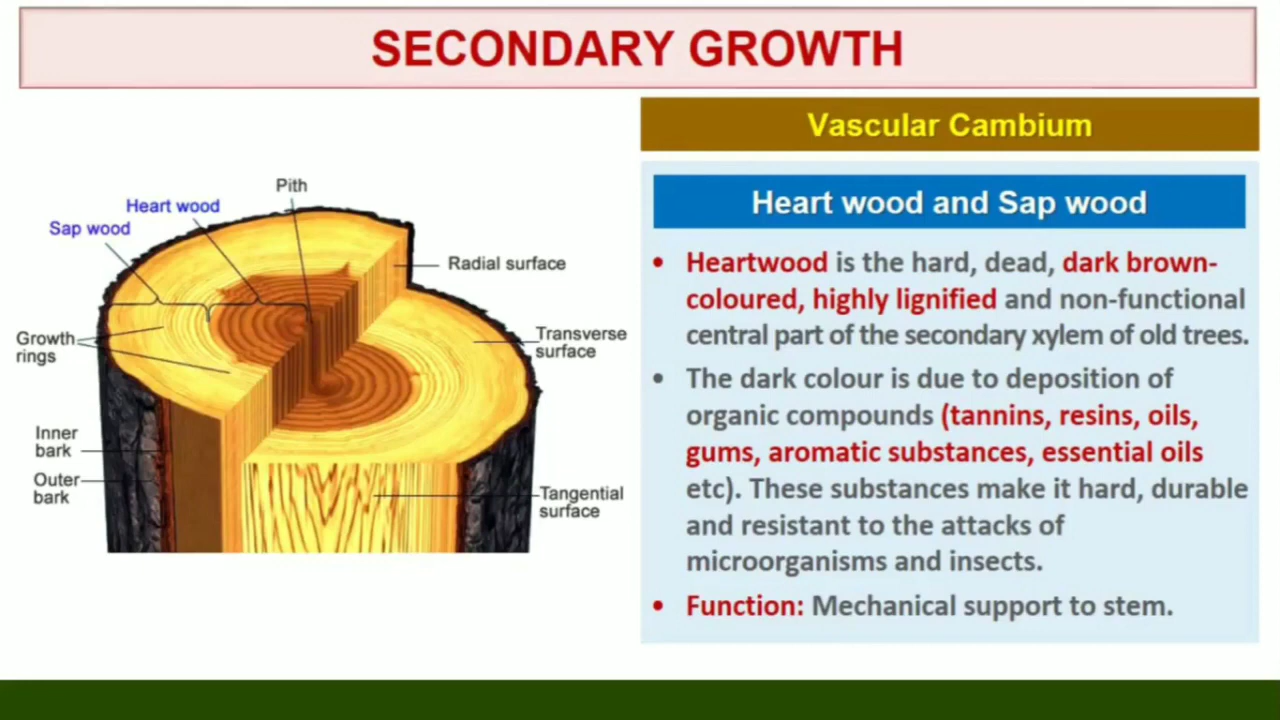 SECONDARY GROWTH
Pith
Heart wood
Sap wood
Radial surface
Growth
rings
Transverse
surface
Inner
bark
Outer
bark
Tangential
surface
Vascular Cambium
Heart wood and Sap wood
• Heartwood is the hard, dead, dark brown-
coloured, highly lignified and non-functional
central part of the secondary xylem of old trees.
• The dark colour is due to deposition of
organic compounds (tannins, resins, oils,
gums, aromatic substances, essential oils
etc). These substances make it hard, durable
and resistant to the attacks of
microorganisms and insects.
• Function: Mechanical support to stem.